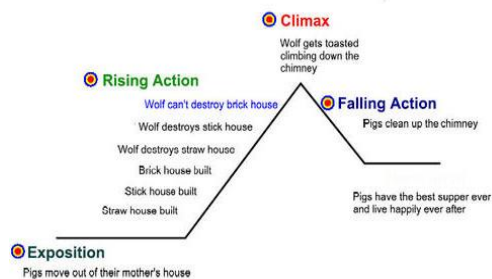 Climax
Wolf gets toasted
climbing down the
chimney
Rising Action
Wolf can't destroy brick house
Wolf destroys stick house
Wolf destroys straw house
Brick house built
Stick house built
Straw house built
Falling Action
Pigs clean up the chimney
Pigs have the best supper ever
and live happily ever after
Exposition
Pigs move out of their mother's house